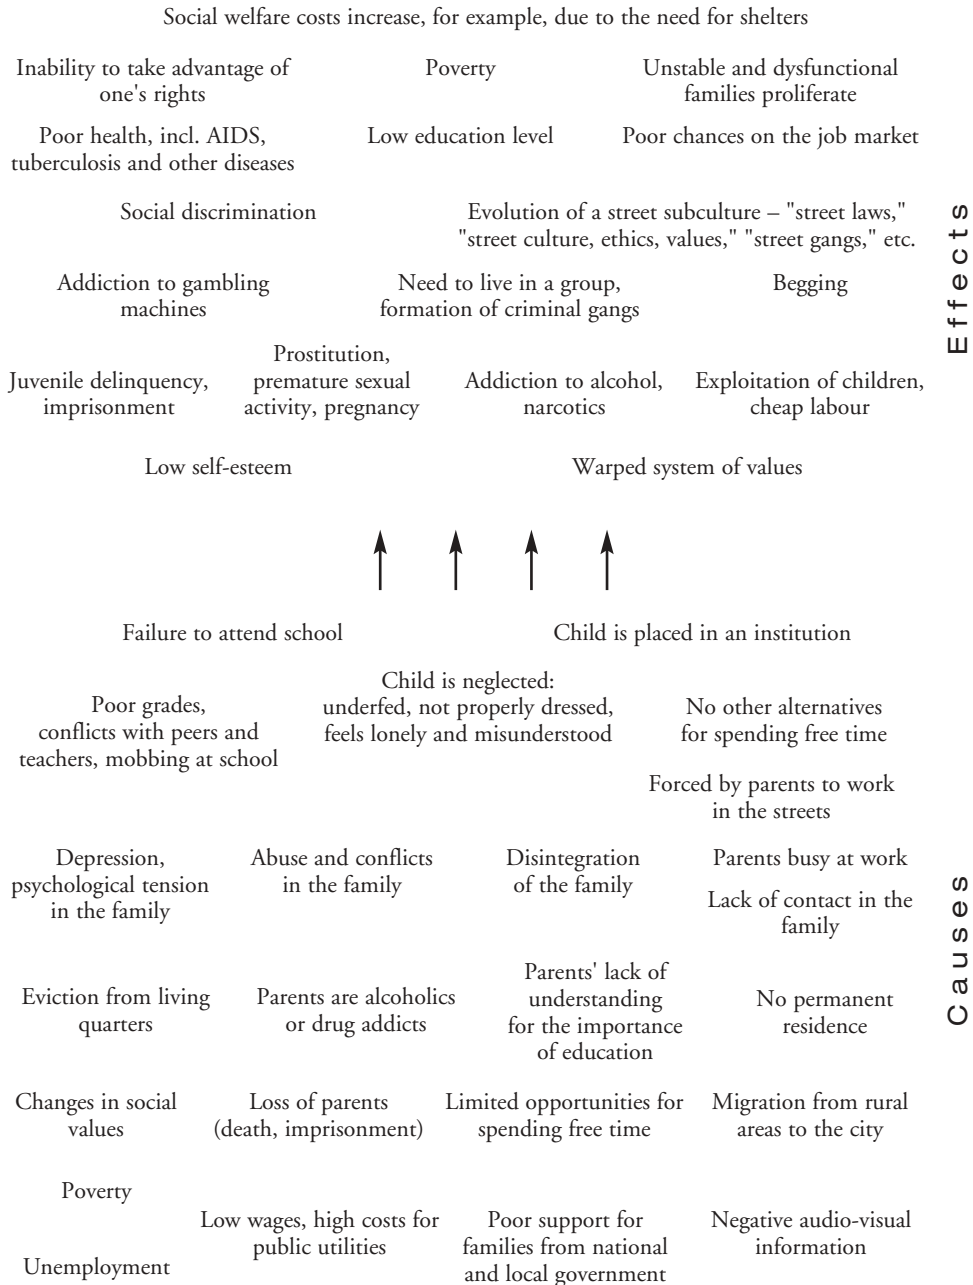 Social welfare costs increase, for example, due to the need for shelters
Inability to take advantage of
one's rights
Poverty
Unstable and dysfunctional
families proliferate
Poor health, incl. AIDS,
tuberculosis and other diseases
Low education level
Poor chances on the job market
Social discrimination
Evolution of a street subculture – "street laws,"
"street culture, ethics, values," "street gangs," etc.
Addiction to gambling
machines
Need to live in a group,
formation of criminal gangs
Begging
Effects
Juvenile delinquency,
imprisonment
Prostitution,
premature sexual
activity, pregnancy
Addiction to alcohol,
narcotics
Exploitation of children,
cheap labour
Low self-esteem
Warped system of values
Failure to attend school
Child is placed in an institution
Poor grades,
conflicts with peers and
teachers, mobbing at school
Child is neglected:
underfed, not properly dressed,
feels lonely and misunderstood
No other alternatives
for spending free time
Forced by parents to work
in the streets
Depression,
psychological tension
in the family
Abuse and conflicts
in the family
Disintegration
of the family
Parents busy at work
Lack of contact in the
family
Causes
Eviction from living
quarters
Parents are alcoholics
or drug addicts
Parents' lack of
understanding
for the importance
of education
No permanent
residence
Changes in social
values
Loss of parents
(death, imprisonment)
Limited opportunities for
spending free time
Migration from rural
areas to the city
Poverty
Unemployment
Low wages, high costs for
public utilities
Poor support for
families from national
and local government
Negative audio-visual
information